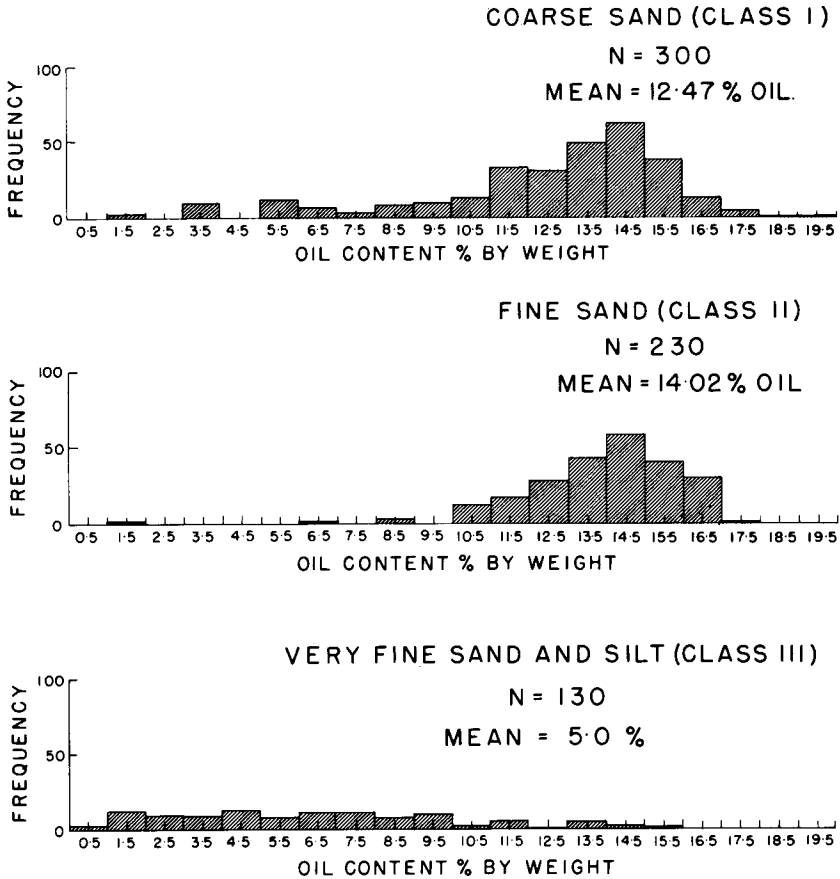 COARSE SAND (CLASS I)
N = 300
MEAN = 12·47 % OIL.
FREQUENCY
100
50
0
0·5 1·5 2·5 3·5 4·5 5·5 6·5 7·5 8·5 9·5 10·5 11·5 12·5 13·5 14·5 15·5 16·5 17·5 18·5 19·5
OIL CONTENT % BY WEIGHT
FINE SAND (CLASS II)
N = 230
MEAN = 14·02 % OIL
FREQUENCY
100
50
0
0·5 1·5 2·5 3·5 4·5 5·5 6·5 7·5 8·5 9·5 10·5 11·5 12·5 13·5 14·5 15·5 16·5 17·5 18·5 19·5
OIL CONTENT % BY WEIGHT
VERY FINE SAND AND SILT (CLASS III)
N = 130
MEAN = 5·0 %
FREQUENCY
100
50
0
0·5 1·5 2·5 3·5 4·5 5·5 6·5 7·5 8·5 9·5 10·5 11·5 12·5 13·5 14·5 15·5 16·5 17·5 18·5 19·5
OIL CONTENT % BY WEIGHT